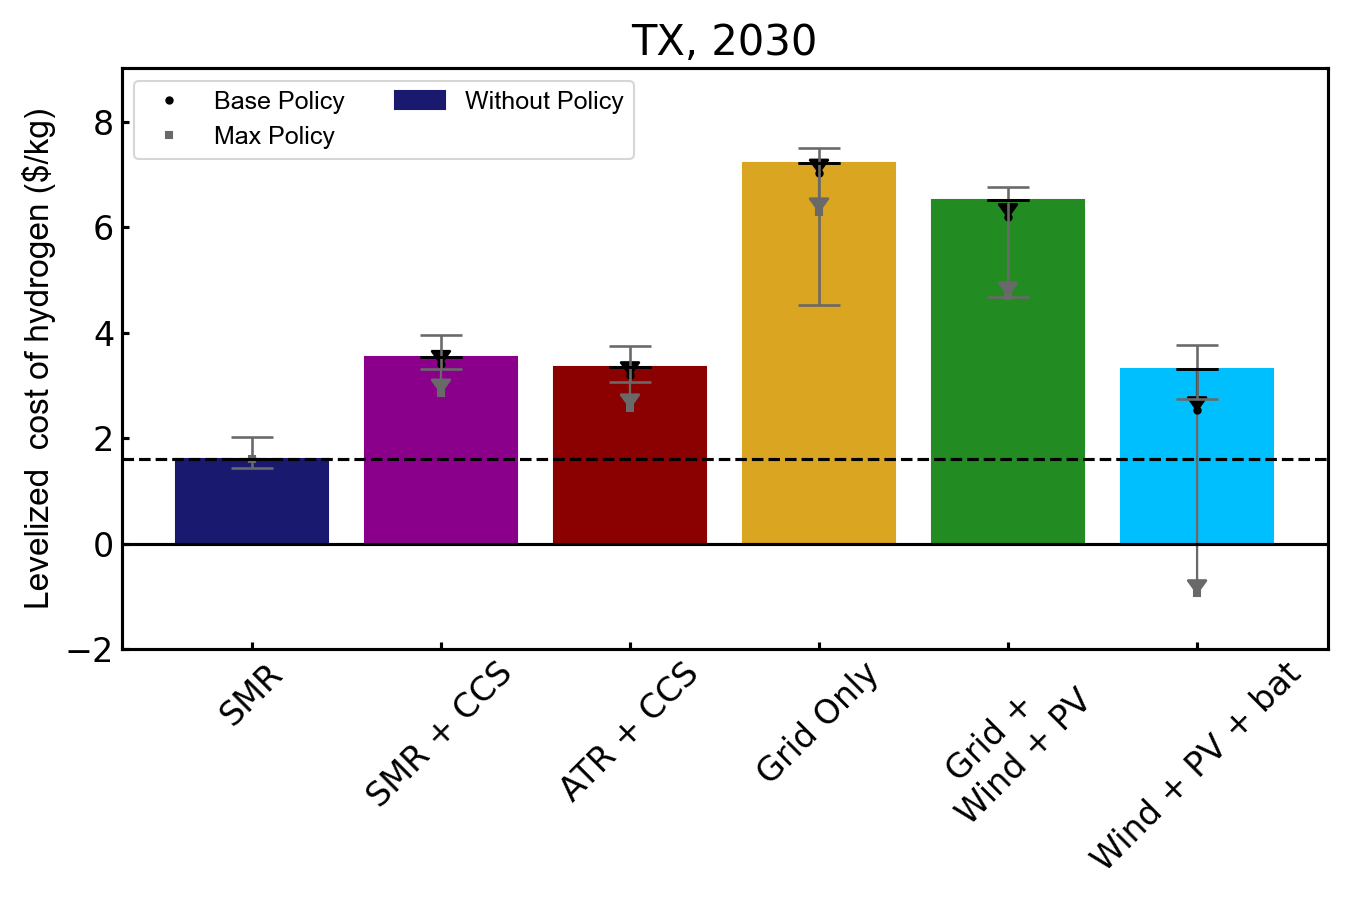 TX, 2030
Base Policy
Max Policy
Without Policy
Levelized  cost of hydrogen ($/kg)
8
6
4
2
0
−2
SMR
SMR + CCS
ATR + CCS
Grid Only
Grid +
Wind + PV
Wind + PV + bat